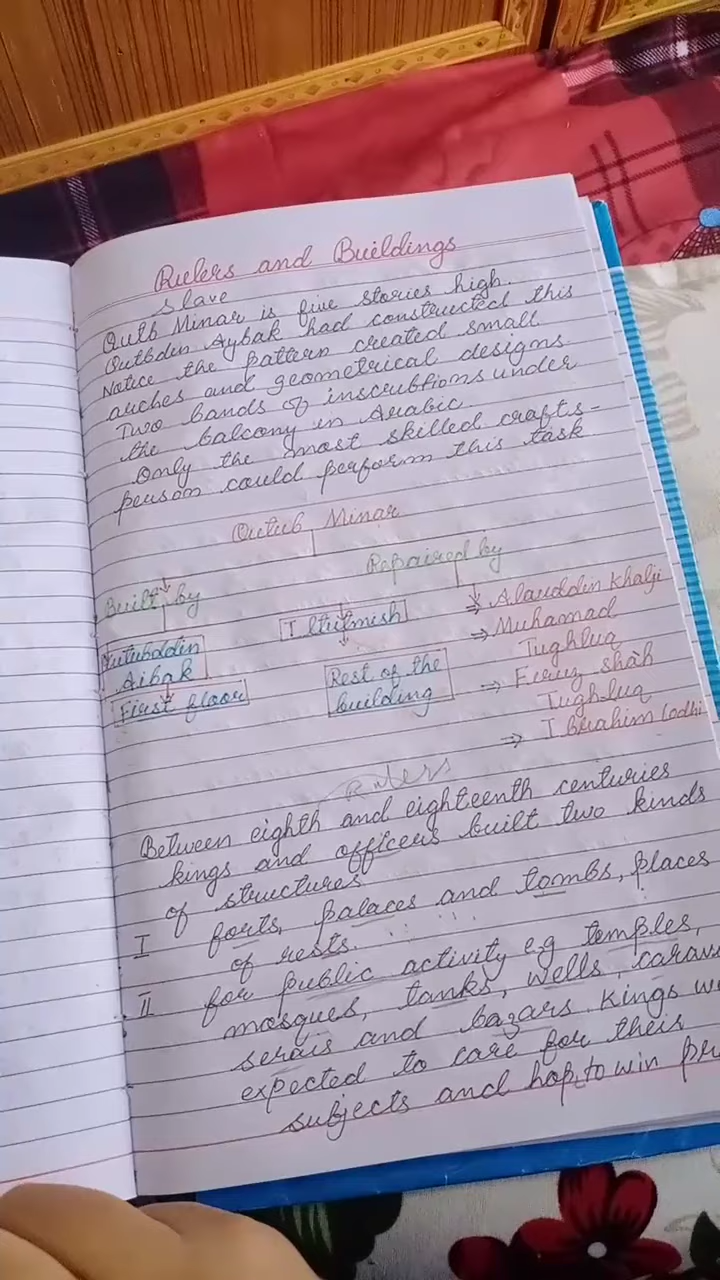 Rulers and Buildings
Slave
Qutb Minar is five stories high.
Qutbdin Aybak had constructed this
Notice the pattern created small
arches and geometrical designs
Two bands of inscrubtions under
the balcony in Arabic
Only the most skilled crafts-
person could perform this task
Qutub Minar
Built by
Repaired by
Qutubddin
Aibak
First floor
Iltutmish
Rest of the
building
⇒ Alauddin Khalji
⇒ Muhamad
Tughluq
⇒ Firuz shah
Tughluq
⇒ Ibrahim Lodhi
Rulers
Between eighth and eighteenth centuries
kings and officers built two kinds
of structures
I forts, palaces and tombs, places
of rests.
II for public activity e.g temples,
mosques, tanks, wells, carava
serais and bazars. Kings we
expected to care for their
subjects and hop to win pr